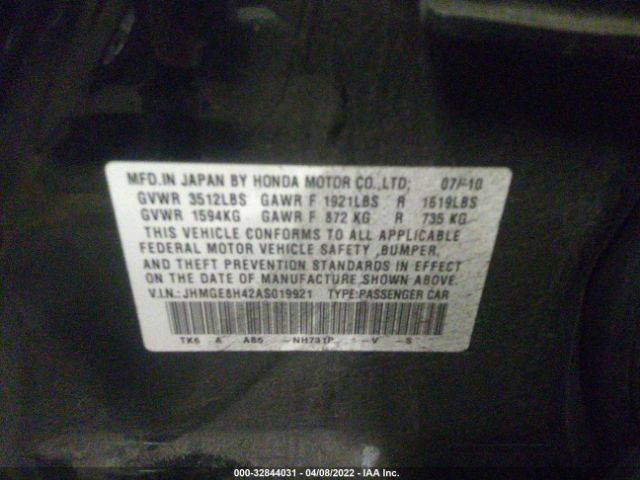 MFD.IN JAPAN BY HONDA MOTOR CO.,LTD; 07/10
GVWR 3512LBS GAWR F 1921LBS R 1619LBS
GVWR 1594KG GAWR F 872 KG R 735 KG
THIS VEHICLE CONFORMS TO ALL APPLICABLE
FEDERAL MOTOR VEHICLE SAFETY ,BUMPER,
AND THEFT PREVENTION STANDARDS IN EFFECT
ON THE DATE OF MANUFACTURE SHOWN ABOVE.
V.I.N.: JHMGE8H42AS019921 TYPE:PASSENGER CAR
TK6 A AB5 -NH731P 1-V - S
000-32844031 - 04/08/2022 - IAA Inc.